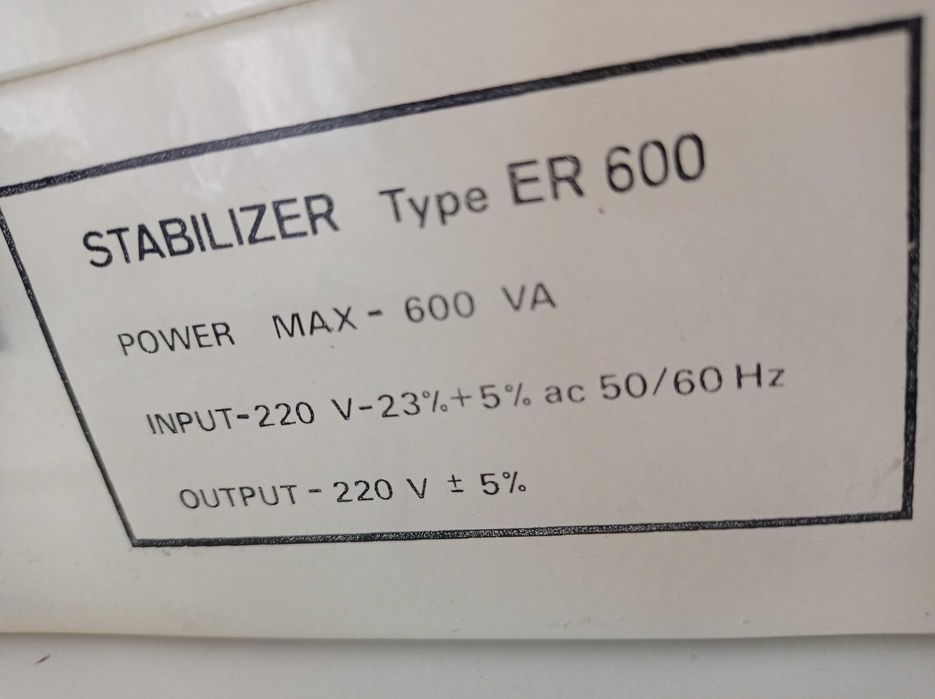 STABILIZER Type ER 600
POWER MAX - 600 VA
INPUT-220 V-23%+5% ac 50/60 Hz
OUTPUT - 220 V ± 5%